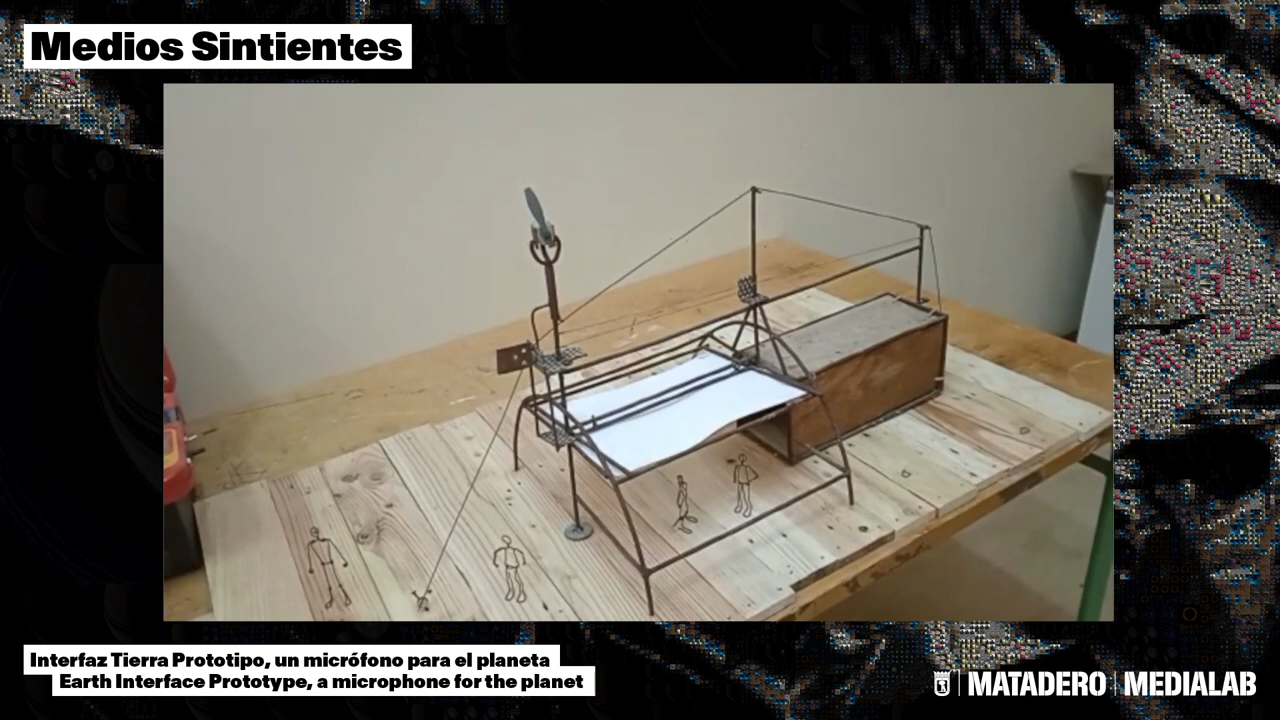 Medios Sintientes
Interfaz Tierra Prototipo, un micrófono para el planeta
Earth Interface Prototype, a microphone for the planet
MATADERO | MEDIALAB